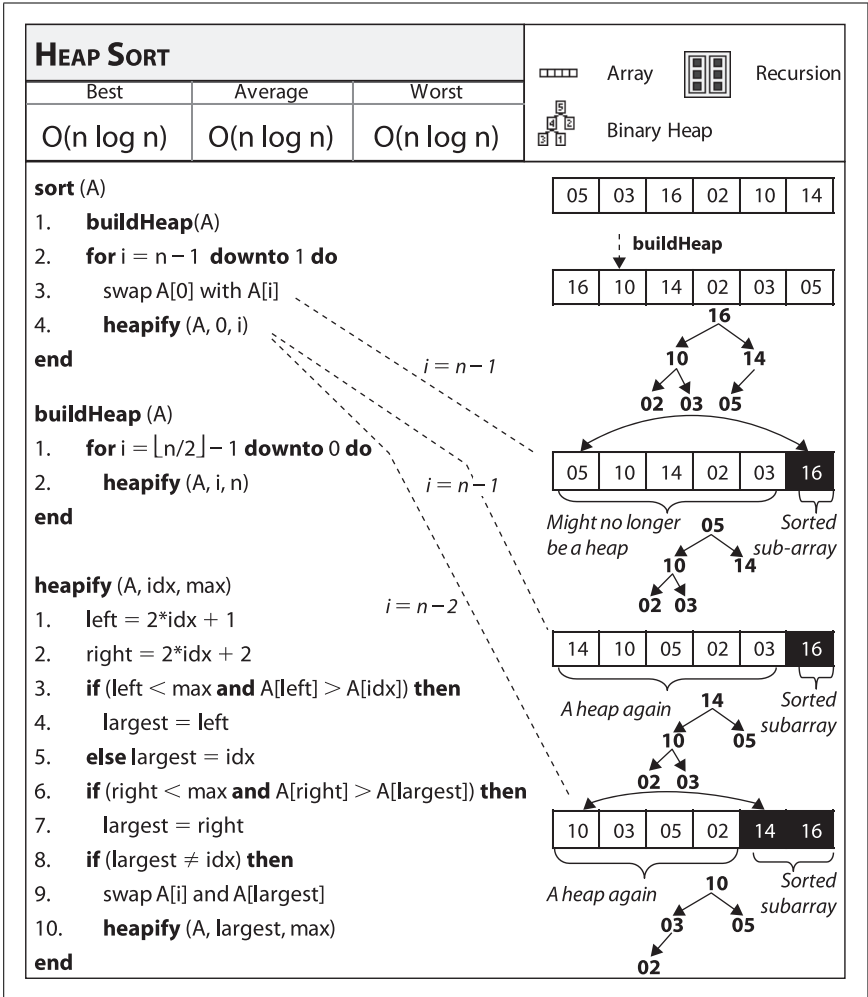 HEAP SORT
Best Average Worst
O(n log n) O(n log n) O(n log n)
Array Recursion
5
4 2
3 1
Binary Heap
sort (A)
1. buildHeap(A)
2. for i = n − 1 downto 1 do
3. swap A[0] with A[i]
4. heapify (A, 0, i)
end
buildHeap (A)
1. for i = ⌊n/2⌋ − 1 downto 0 do
2. heapify (A, i, n)
end
heapify (A, idx, max)
1. left = 2*idx + 1
2. right = 2*idx + 2
3. if (left < max and A[left] > A[idx]) then
4. largest = left
5. else largest = idx
6. if (right < max and A[right] > A[largest]) then
7. largest = right
8. if (largest ≠ idx) then
9. swap A[i] and A[largest]
10. heapify (A, largest, max)
end
i = n − 1
i = n − 1
i = n − 2
05 03 16 02 10 14
buildHeap
16 10 14 02 03 05
16
10 14
02 03 05
05 10 14 02 03 16
Might no longer
be a heap
Sorted
sub-array
05
10 14
02 03
14 10 05 02 03 16
A heap again
Sorted
subarray
14
10 05
02 03
10 03 05 02 14 16
A heap again
Sorted
subarray
10
03 05
02